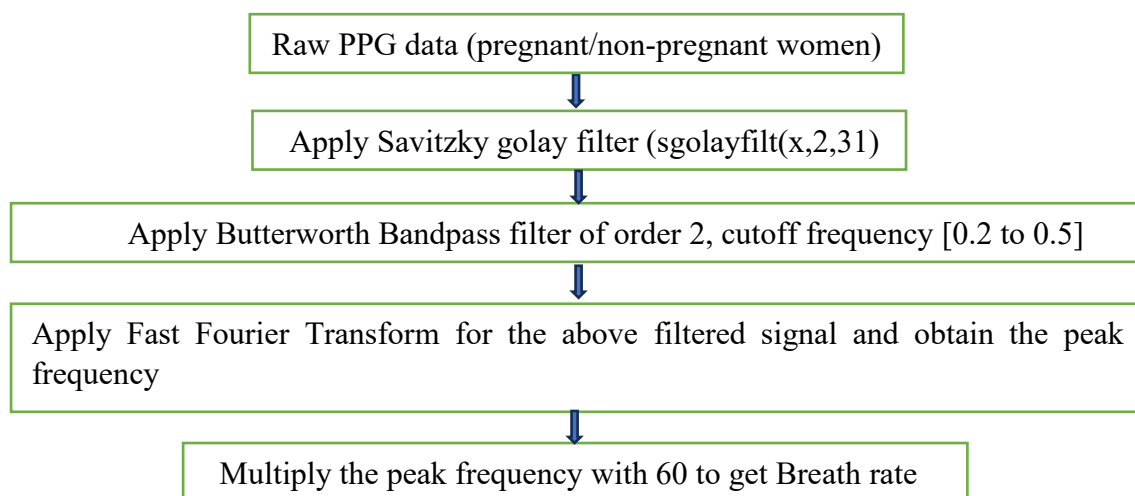 Raw PPG data (pregnant/non-pregnant women)
Apply Savitzky golay filter (sgolayfilt(x,2,31)
Apply Butterworth Bandpass filter of order 2, cutoff frequency [0.2 to 0.5]
Apply Fast Fourier Transform for the above filtered signal and obtain the peak
frequency
Multiply the peak frequency with 60 to get Breath rate